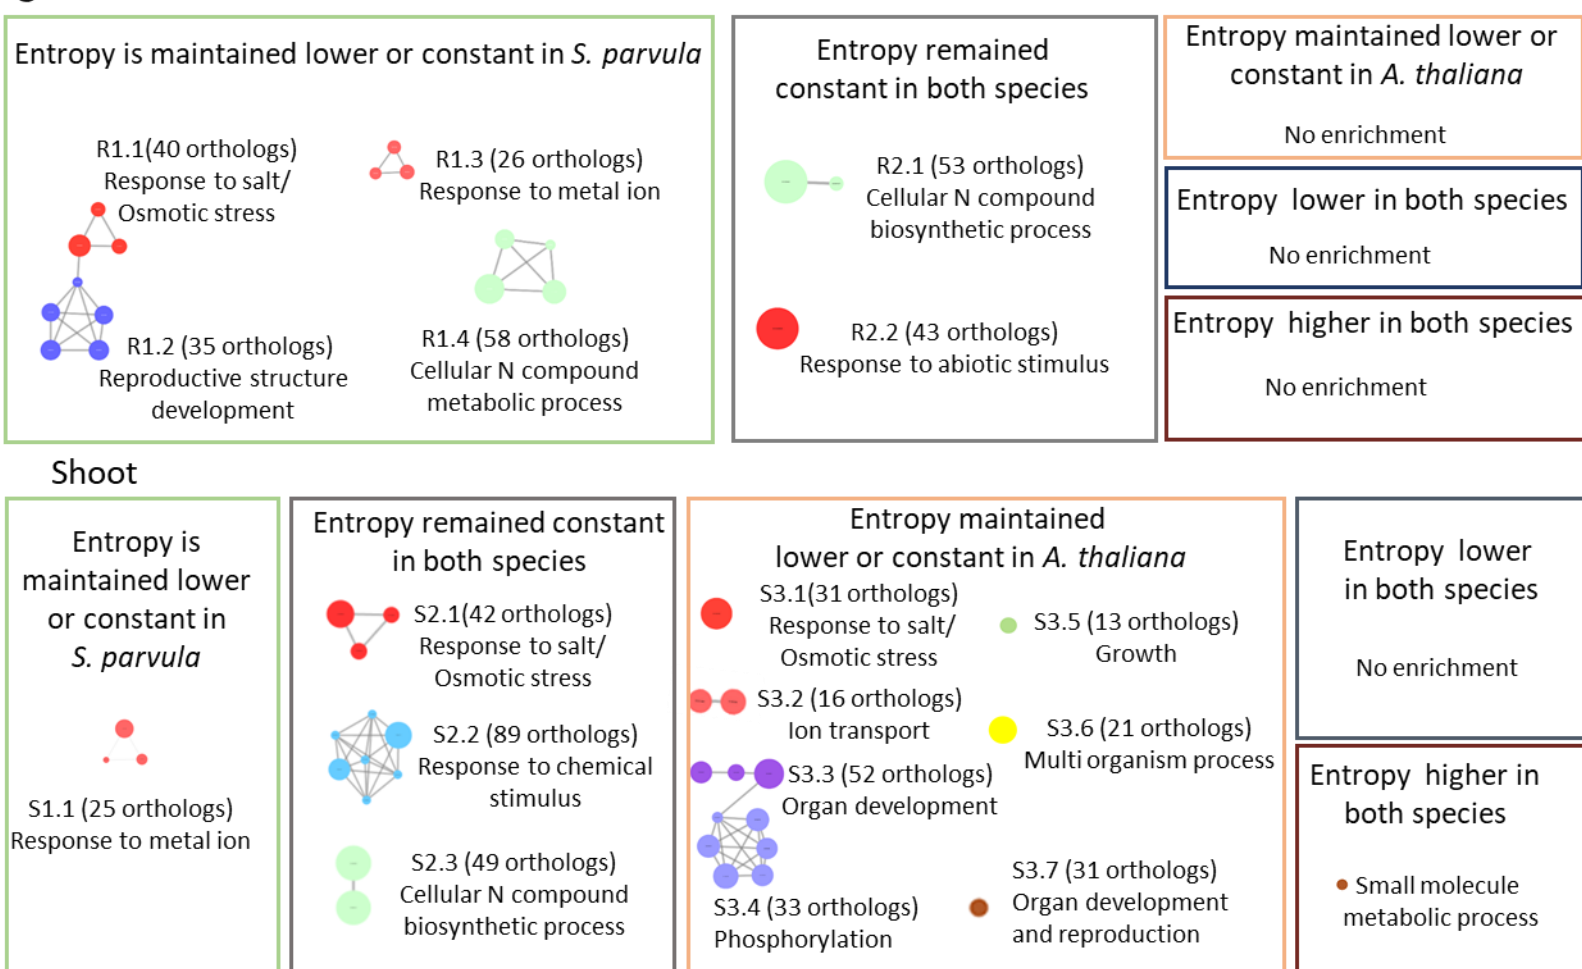 Entropy is maintained lower or constant in S. parvula
R1.1(40 orthologs)
Response to salt/
Osmotic stress
R1.3 (26 orthologs)
Response to metal ion
R1.2 (35 orthologs)
Reproductive structure
development
R1.4 (58 orthologs)
Cellular N compound
metabolic process
Entropy remained
constant in both species
R2.1 (53 orthologs)
Cellular N compound
biosynthetic process
R2.2 (43 orthologs)
Response to abiotic stimulus
Entropy maintained lower or
constant in A. thaliana
No enrichment
Entropy lower in both species
No enrichment
Entropy higher in both species
No enrichment
Shoot
Entropy is
maintained lower
or constant in
S. parvula
S1.1 (25 orthologs)
Response to metal ion
Entropy remained constant
in both species
S2.1(42 orthologs)
Response to salt/
Osmotic stress
S2.2 (89 orthologs)
Response to chemical
stimulus
S2.3 (49 orthologs)
Cellular N compound
biosynthetic process
Entropy maintained
lower or constant in A. thaliana
S3.1(31 orthologs)
Response to salt/
Osmotic stress
S3.2 (16 orthologs)
Ion transport
S3.3 (52 orthologs)
Organ development
S3.4 (33 orthologs)
Phosphorylation
S3.5 (13 orthologs)
Growth
S3.6 (21 orthologs)
Multi organism process
S3.7 (31 orthologs)
Organ development
and reproduction
Entropy lower
in both species
No enrichment
Entropy higher in
both species
Small molecule
metabolic process